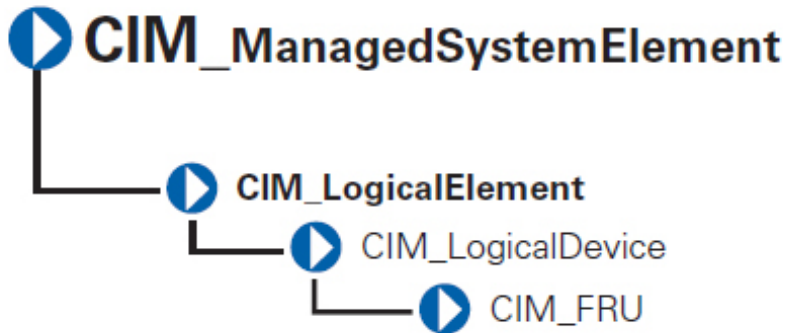 CIM_ManagedSystemElement
CIM_LogicalElement
CIM_LogicalDevice
CIM_FRU